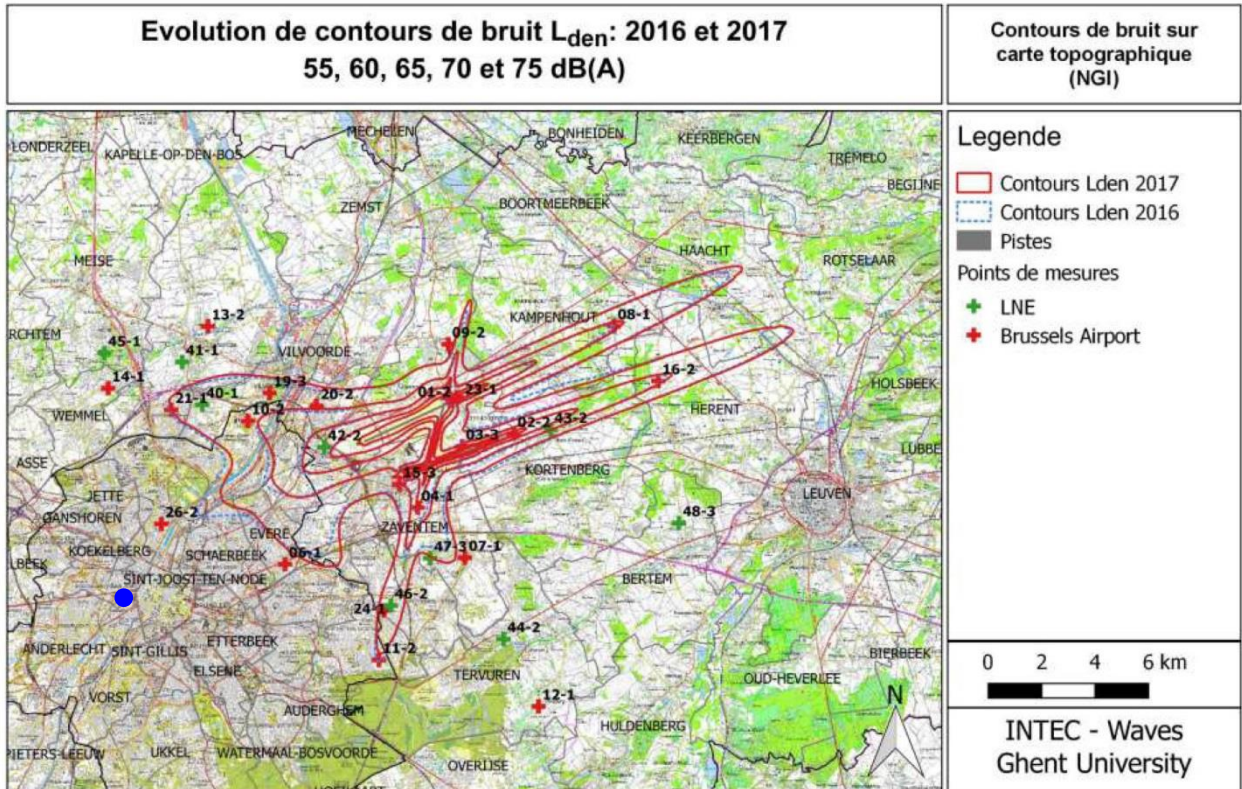 Evolution de contours de bruit Lden: 2016 et 2017
55, 60, 65, 70 et 75 dB(A)
Contours de bruit sur
carte topographique
(NGI)
LONDERZEEL
KAPELLE-OP-DEN-BOS
MECHELEN
BONHEIDEN
KEERBERGEN
TREMELO
BEGIJNE
ZEMST
BOORTMEERBEEK
MEISE
HAACHT
ROTSELAAR
RCHTEM
13-2
KAMPENHOUT
08-1
45-1
41-1
VILVOORDE
09-2
14-1
19-3
16-2
HOLSBEEK
WEMMEL
21-1
40-1
20-2
01-2
23-1
10-2
HERENT
02-2
43-2
42-2
03-3
LUBBE
ASSE
15-3
KORTENBERG
JETTE
LEUVEN
GANSHOREN
26-2
04-1
48-3
EVERE
ZAVENTEM
KOEKELBERG
SCHAERBEEK
06-1
47-3
07-1
LBEEK
SINT-JOOST-TEN-NODE
BERTEM
24-1
46-2
ANDERLECHT
SINT-GILLIS
ETTERBEEK
44-2
BIERBEEK
ELSENE
11-2
TERVUREN
OUD-HEVERLEE
VORST
12-1
AUDERGHEM
HULDENBERG
N
PIETERS-LEEUW
UKKEL
WATERMAAL-BOSVOORDE
OVERIJSE
Legende
Contours Lden 2017
Contours Lden 2016
Pistes
Points de mesures
LNE
Brussels Airport
0 2 4 6 km
INTEC - Waves
Ghent University